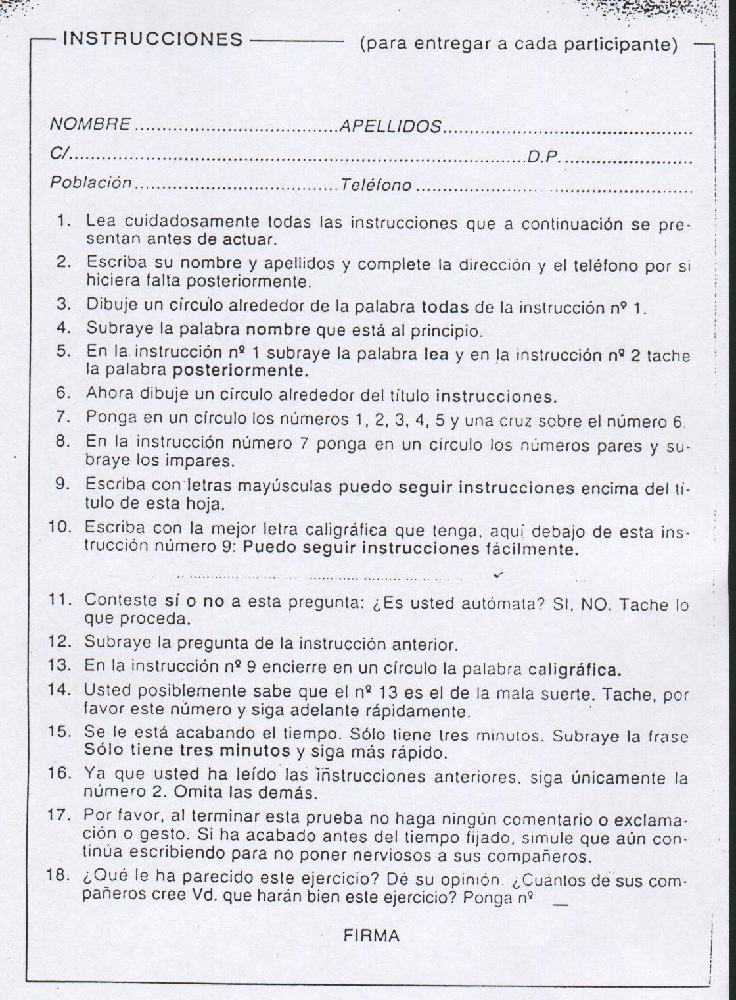 INSTRUCCIONES (para entregar a cada participante)
NOMBRE ..................................... APELLIDOS..............................................
C/.................................................................................... D.P. ........................
Población ..................................... Teléfono ..................................................
1. Lea cuidadosamente todas las instrucciones que a continuación se pre-
sentan antes de actuar.
2. Escriba su nombre y apellidos y complete la dirección y el teléfono por si
hiciera falta posteriormente.
3. Dibuje un círculo alrededor de la palabra todas de la instrucción nº 1.
4. Subraye la palabra nombre que está al principio.
5. En la instrucción nº 1 subraye la palabra lea y en la instrucción nº 2 tache
la palabra posteriormente.
6. Ahora dibuje un círculo alrededor del título instrucciones.
7. Ponga en un círculo los números 1, 2, 3, 4, 5 y una cruz sobre el número 6.
8. En la instrucción número 7 ponga en un círculo los números pares y su-
braye los impares.
9. Escriba con letras mayúsculas puedo seguir instrucciones encima del tí-
tulo de esta hoja.
10. Escriba con la mejor letra caligráfica que tenga, aquí debajo de esta ins-
trucción número 9: Puedo seguir instrucciones fácilmente.
11. Conteste sí o no a esta pregunta: ¿Es usted autómata? SI, NO. Tache lo
que proceda.
12. Subraye la pregunta de la instrucción anterior.
13. En la instrucción nº 9 encierre en un círculo la palabra caligráfica.
14. Usted posiblemente sabe que el nº 13 es el de la mala suerte. Tache, por
favor este número y siga adelante rápidamente.
15. Se le está acabando el tiempo. Sólo tiene tres minutos. Subraye la frase
Sólo tiene tres minutos y siga más rápido.
16. Ya que usted ha leído las instrucciones anteriores, siga únicamente la
número 2. Omita las demás.
17. Por favor, al terminar esta prueba no haga ningún comentario o exclama-
ción o gesto. Si ha acabado antes del tiempo fijado, simule que aún con-
tinúa escribiendo para no poner nerviosos a sus compañeros.
18. ¿Qué le ha parecido este ejercicio? Dé su opinión. ¿Cuántos de sus com-
pañeros cree Vd. que harán bien este ejercicio? Ponga nº __
FIRMA